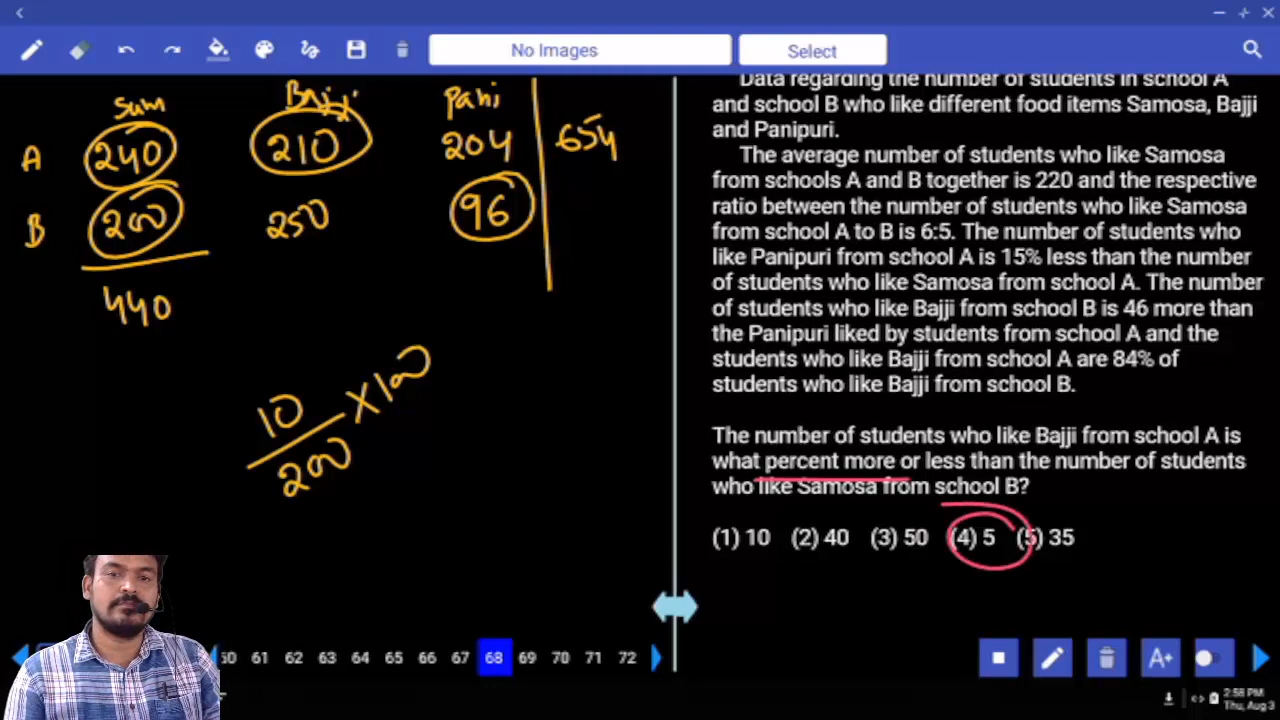 No Images
Select
Sum Bajji Pani
A 240 210 204 654
B 200 250 96
440
10
200
×100
Data regarding the number of students in school A
and school B who like different food items Samosa, Bajji
and Panipuri.
The average number of students who like Samosa
from schools A and B together is 220 and the respective
ratio between the number of students who like Samosa
from school A to B is 6:5. The number of students who
like Panipuri from school A is 15% less than the number
of students who like Samosa from school A. The number
of students who like Bajji from school B is 46 more than
the Panipuri liked by students from school A and the
students who like Bajji from school A are 84% of
students who like Bajji from school B.
The number of students who like Bajji from school A is
what percent more or less than the number of students
who like Samosa from school B?
(1) 10 (2) 40 (3) 50 (4) 5 (5) 35
61 62 63 64 65 66 67 68 69 70 71 72
A+
2:58 PM
Thu, Aug 3